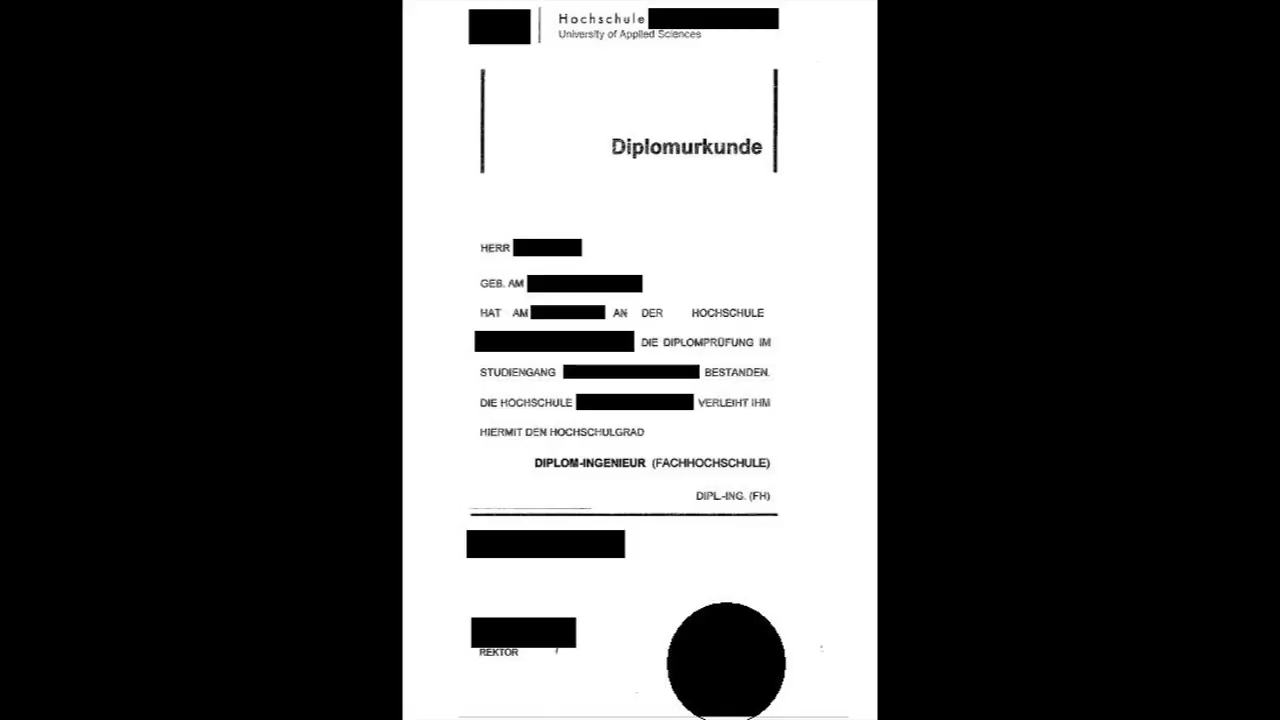 Hochschule
University of Applied Sciences
Diplomurkunde
HERR
GEB. AM
HAT AM AN DER HOCHSCHULE
DIE DIPLOMPRÜFUNG IM
STUDIENGANG BESTANDEN.
DIE HOCHSCHULE VERLEIHT IHM
HIERMIT DEN HOCHSCHULGRAD
DIPLOM-INGENIEUR (FACHHOCHSCHULE)
DIPL.-ING. (FH)
REKTOR